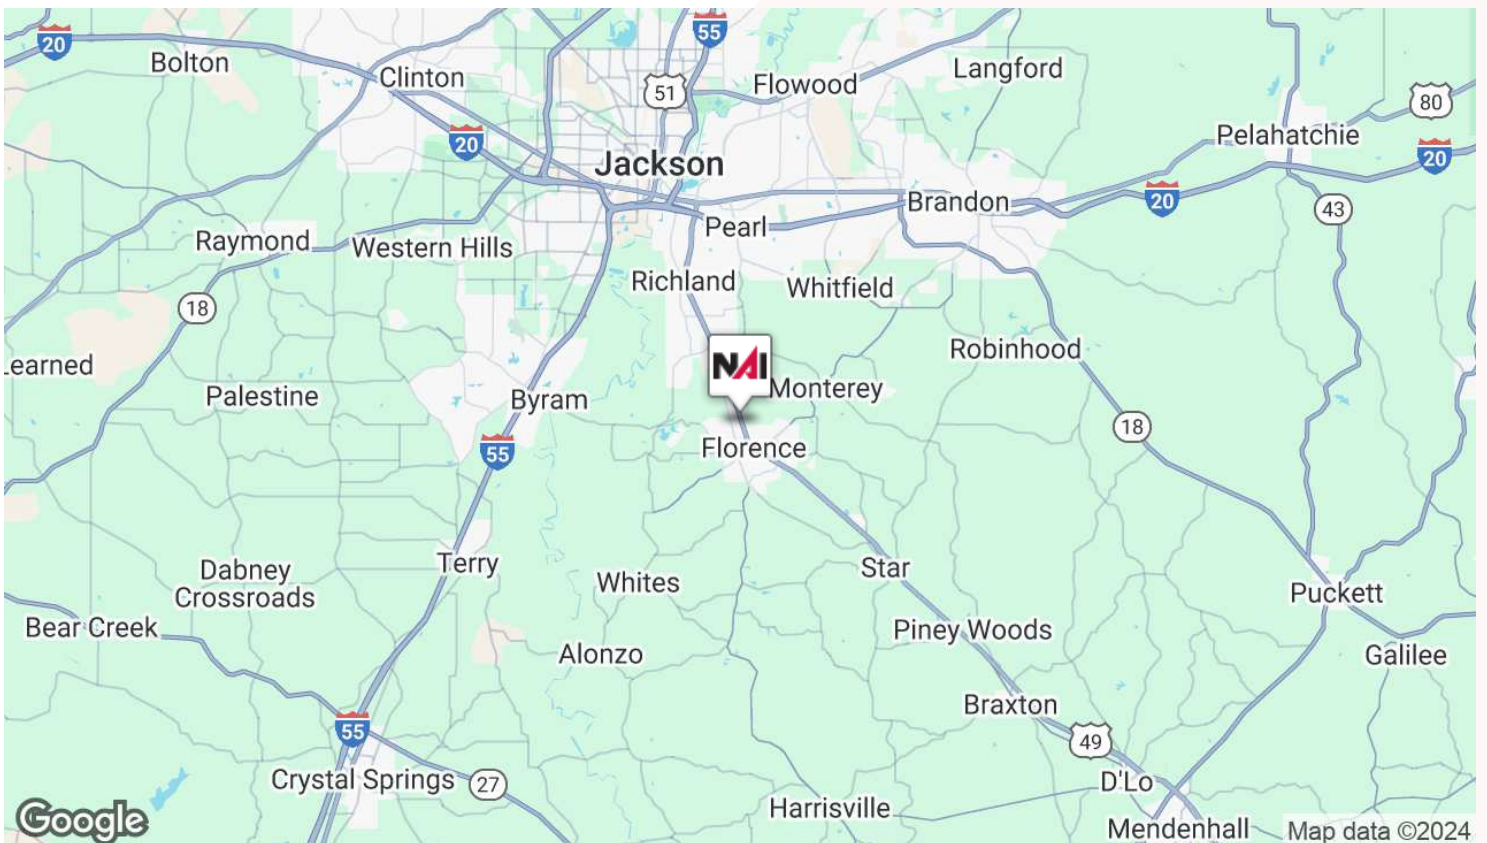 55
20
Bolton
Clinton
51
Flowood
Langford
80
20
Jackson
Pelahatchie
20
20
43
Brandon
Pearl
Raymond
Western Hills
Richland
Whitfield
18
Learned
Robinhood
NAI
Monterey
Palestine
Byram
18
55
Florence
Terry
Star
Dabney
Crossroads
Whites
Puckett
Bear Creek
Piney Woods
Alonzo
Galilee
Braxton
55
49
Crystal Springs
27
D'Lo
Harrisville
Google
Mendenhall
Map data ©2024